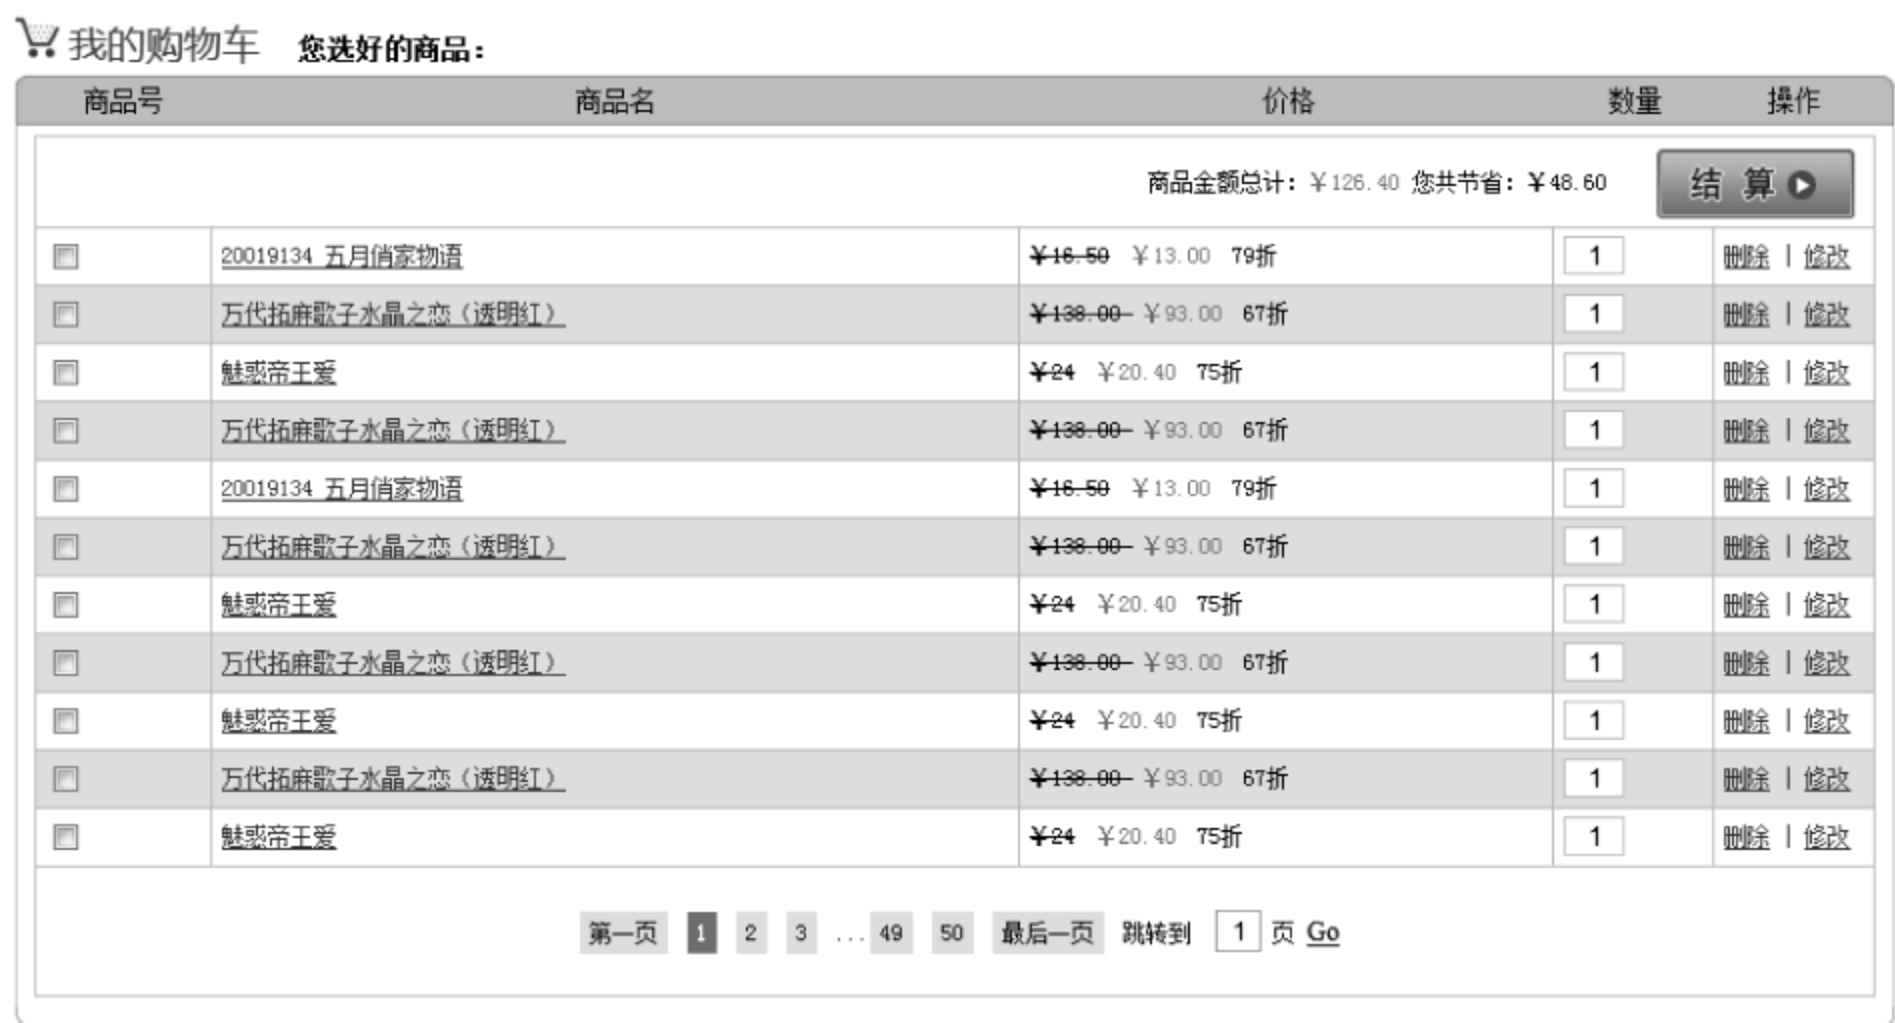 我的购物车 您选好的商品：
商品号 商品名 价格 数量 操作
商品金额总计：￥126.40 您共节省：￥48.60 结 算
20019134 五月俏家物语 ￥16.50 ￥13.00 79折 1 删除 | 修改
万代拓麻歌子水晶之恋（透明红） ￥138.00 ￥93.00 67折 1 删除 | 修改
魅惑帝王爱 ￥24 ￥20.40 75折 1 删除 | 修改
万代拓麻歌子水晶之恋（透明红） ￥138.00 ￥93.00 67折 1 删除 | 修改
20019134 五月俏家物语 ￥16.50 ￥13.00 79折 1 删除 | 修改
万代拓麻歌子水晶之恋（透明红） ￥138.00 ￥93.00 67折 1 删除 | 修改
魅惑帝王爱 ￥24 ￥20.40 75折 1 删除 | 修改
万代拓麻歌子水晶之恋（透明红） ￥138.00 ￥93.00 67折 1 删除 | 修改
魅惑帝王爱 ￥24 ￥20.40 75折 1 删除 | 修改
万代拓麻歌子水晶之恋（透明红） ￥138.00 ￥93.00 67折 1 删除 | 修改
魅惑帝王爱 ￥24 ￥20.40 75折 1 删除 | 修改
第一页 1 2 3 ... 49 50 最后一页 跳转到 1 页 Go